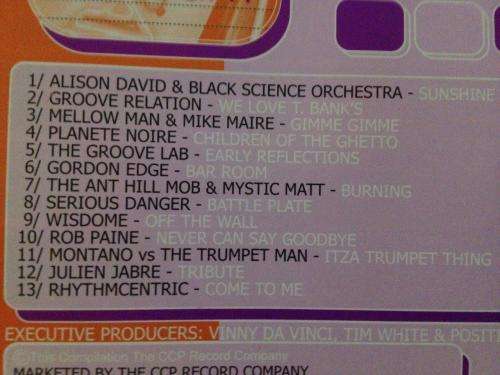 1/ ALISON DAVID & BLACK SCIENCE ORCHESTRA - SUNSHINE
2/ GROOVE RELATION - WE LOVE T. BANK'S
3/ MELLOW MAN & MIKE MAIRE - GIMME GIMME
4/ PLANETE NOIRE - CHILDREN OF THE GHETTO
5/ THE GROOVE LAB - EARLY REFLECTIONS
6/ GORDON EDGE - BAR ROOM
7/ THE ANT HILL MOB & MYSTIC MATT - BURNING
8/ SERIOUS DANGER - BATTLE PLATE
9/ WISDOME - OFF THE WALL
10/ ROB PAINE - NEVER CAN SAY GOODBYE
11/ MONTANO vs THE TRUMPET MAN - ITZA TRUMPET THING
12/ JULIEN JABRE - TRIBUTE
13/ RHYTHMCENTRIC - COME TO ME
EXECUTIVE PRODUCERS: VINNY DA VINCI, TIM WHITE & POSITI
This Compilation The CCP Record Company
MARKETED BY THE CCP RECORD COMPANY